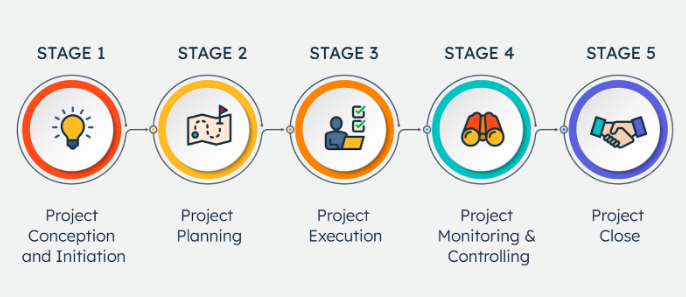 STAGE 1
STAGE 2
STAGE 3
STAGE 4
STAGE 5
Project
Conception
and Initiation
Project
Planning
Project
Execution
Project
Monitoring &
Controlling
Project
Close